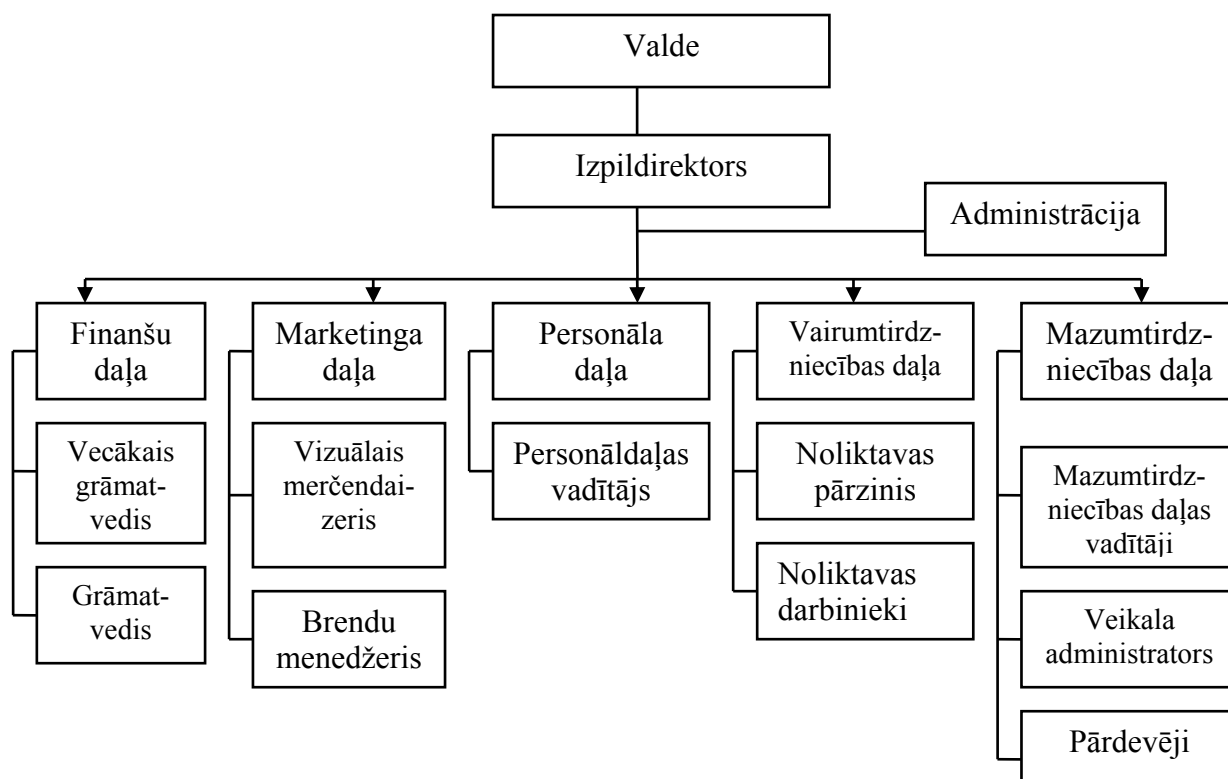 Valde
Izpildirektors
Administrācija
Finanšu
daļa
Marketinga
daļa
Personāla
daļa
Vairumtirdz-
niecības daļa
Mazumtirdz-
niecības daļa
Vecākais
grāmat-
vedis
Vizuālais
merčendai-
zeris
Personāldaļas
vadītājs
Noliktavas
pārzinis
Mazumtirdz-
niecības daļas
vadītāji
Grāmat-
vedis
Brendu
menedžeris
Noliktavas
darbinieki
Veikala
administrators
Pārdevēji